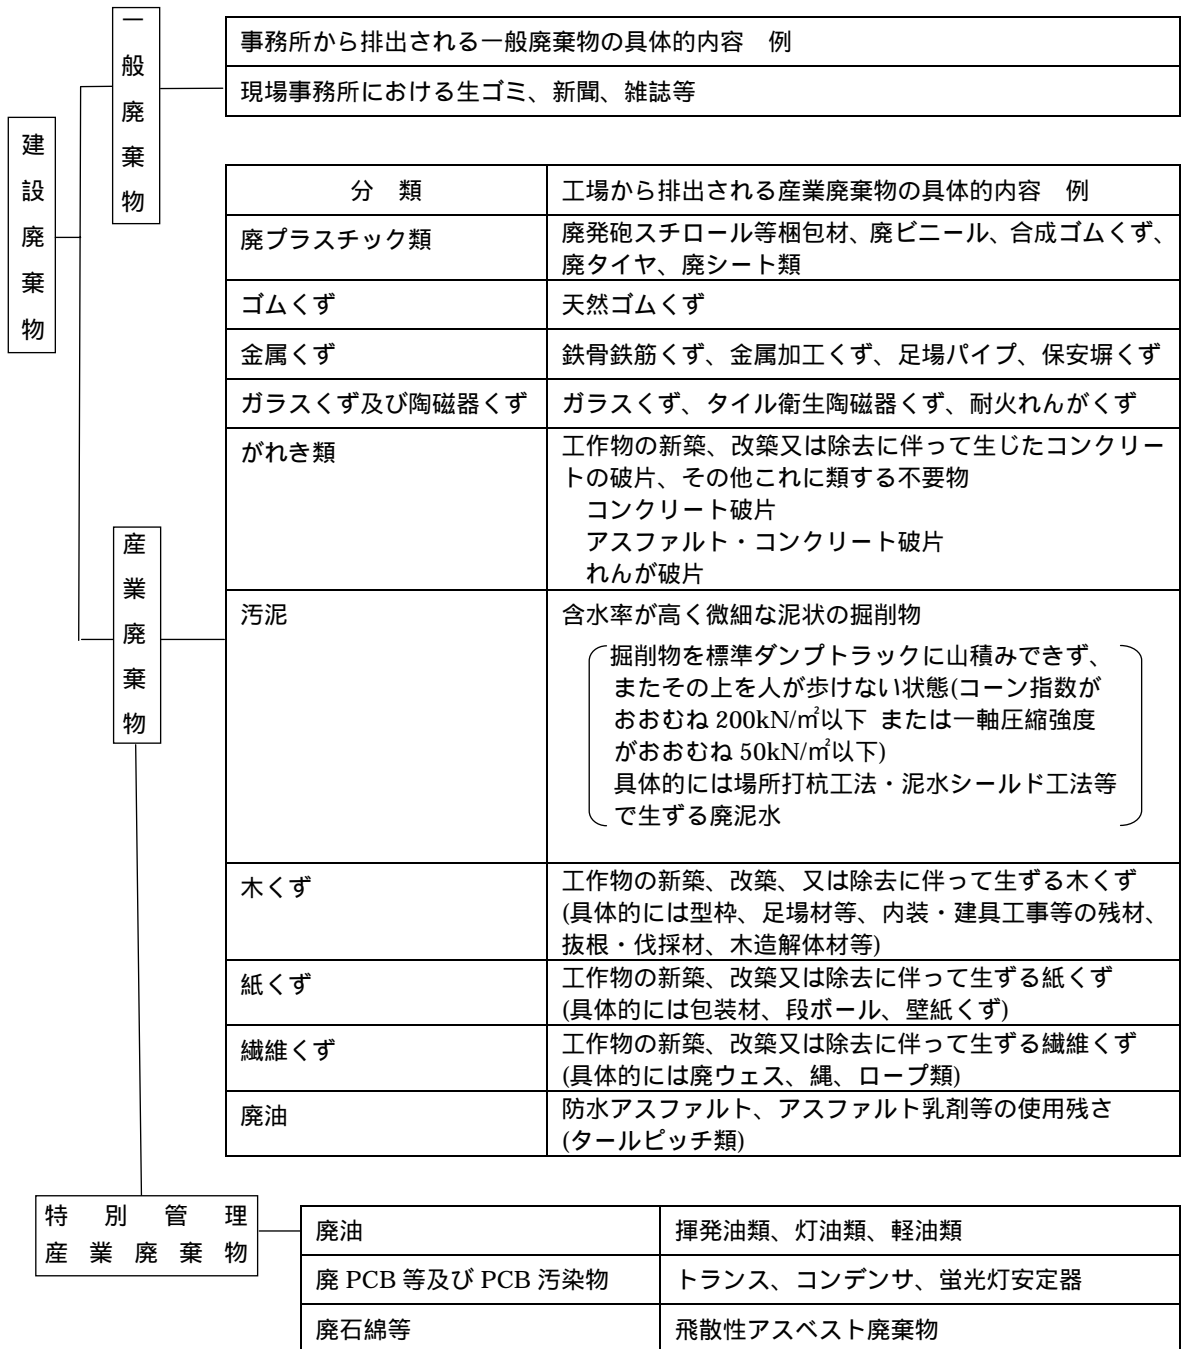 一般廃棄物
事務所から排出される一般廃棄物の具体的内容　例
現場事務所における生ゴミ、新聞、雑誌等
建設廃棄物
分　類　工場から排出される産業廃棄物の具体的内容　例
廃プラスチック類　廃発砲スチロール等梱包材、廃ビニール、合成ゴムくず、
廃タイヤ、廃シート類
ゴムくず　天然ゴムくず
金属くず　鉄骨鉄筋くず、金属加工くず、足場パイプ、保安塀くず
ガラスくず及び陶磁器くず　ガラスくず、タイル衛生陶磁器くず、耐火れんがくず
がれき類　工作物の新築、改築又は除去に伴って生じたコンクリー
トの破片、その他これに類する不要物
コンクリート破片
アスファルト・コンクリート破片
れんが破片
産業廃棄物
汚泥　含水率が高く微細な泥状の掘削物
掘削物を標準ダンプトラックに山積みできず、
またその上を人が歩けない状態(コーン指数が
おおむね 200kN/㎡以下 または一軸圧縮強度
がおおむね 50kN/㎡以下)
具体的には場所打杭工法・泥水シールド工法等
で生ずる廃泥水
木くず　工作物の新築、改築、又は除去に伴って生ずる木くず
(具体的には型枠、足場材等、内装・建具工事等の残材、
抜根・伐採材、木造解体材等)
紙くず　工作物の新築、改築又は除去に伴って生ずる紙くず
(具体的には包装材、段ボール、壁紙くず)
繊維くず　工作物の新築、改築又は除去に伴って生ずる繊維くず
(具体的には廃ウェス、縄、ロープ類)
廃油　防水アスファルト、アスファルト乳剤等の使用残さ
(タールピッチ類)
特別管理
産業廃棄物
廃油　揮発油類、灯油類、軽油類
廃 PCB 等及び PCB 汚染物　トランス、コンデンサ、蛍光灯安定器
廃石綿等　飛散性アスベスト廃棄物